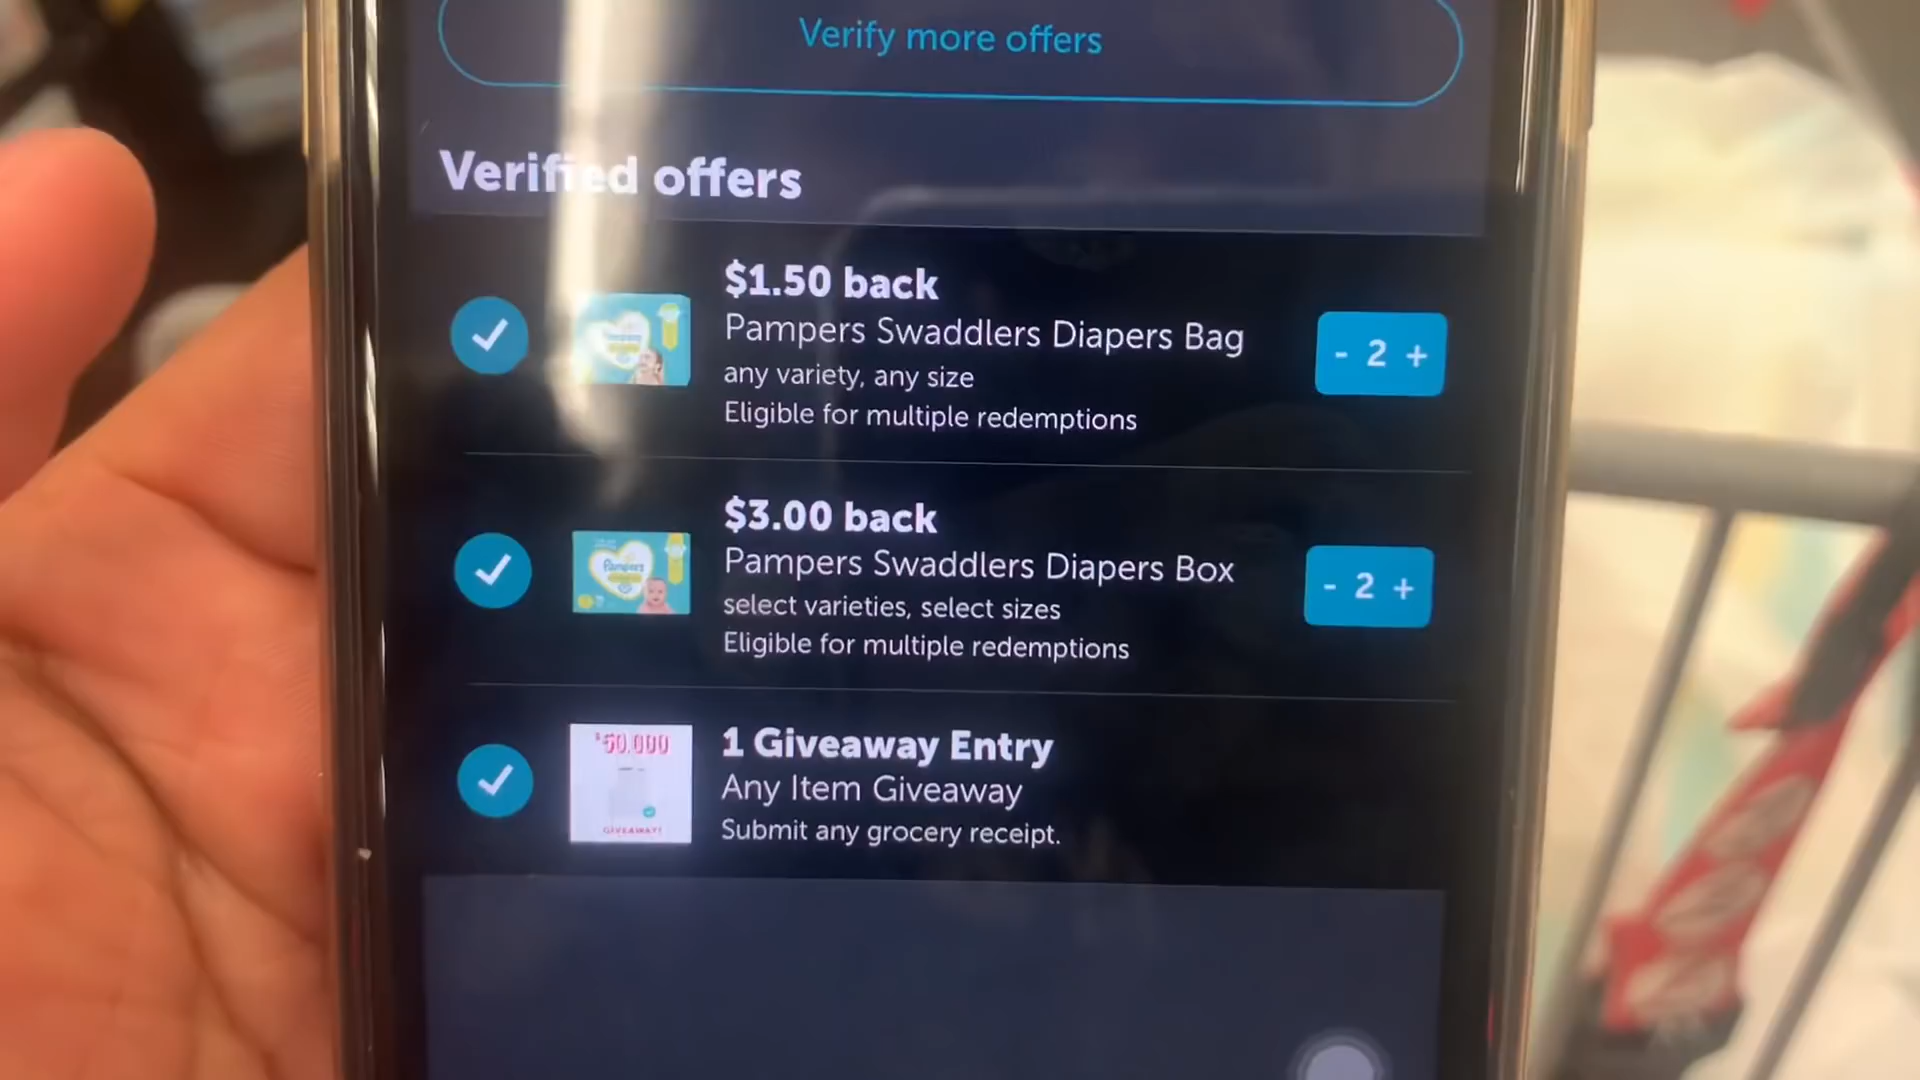 Verify more offers
Verified offers
$1.50 back
Pampers Swaddlers Diapers Bag
any variety, any size
Eligible for multiple redemptions
- 2 +
$3.00 back
Pampers Swaddlers Diapers Box
select varieties, select sizes
Eligible for multiple redemptions
- 2 +
Pampers
1 Giveaway Entry
Any Item Giveaway
Submit any grocery receipt.
$50,000
GIVEAWAY!